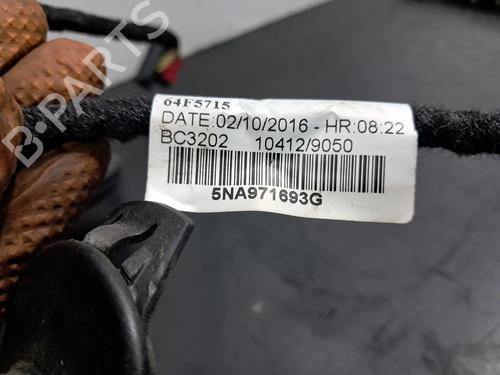 64F5715
DATE:02/10/2016 - HR:08:22
BC3202 10412/9050
5NA971693G
B-PARTS